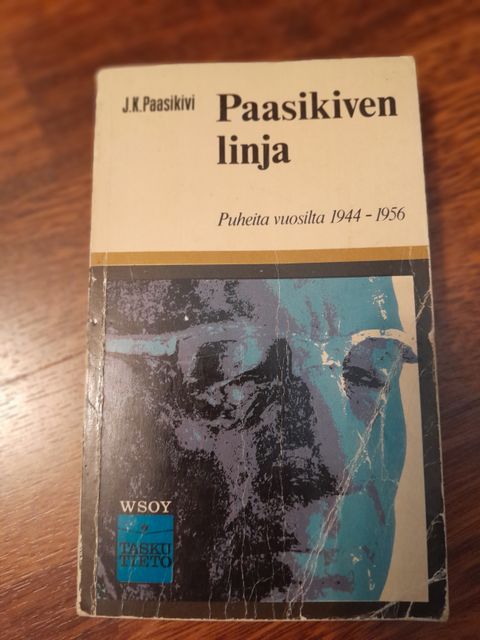 J.K.Paasikivi
Paasikiven
linja
Puheita vuosilta 1944 – 1956
WSOY
TASKU
TIETO